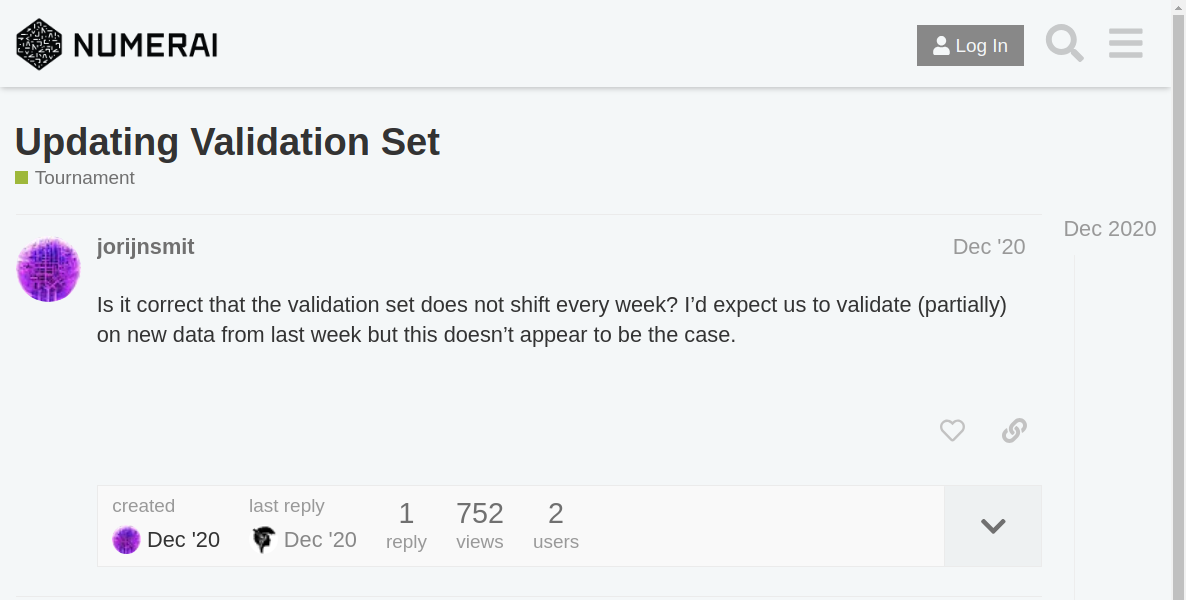 NUMERAI
Log In
Updating Validation Set
Tournament
jorijnsmit
Dec '20
Dec 2020
Is it correct that the validation set does not shift every week? I’d expect us to validate (partially)
on new data from last week but this doesn’t appear to be the case.
created
last reply
1
752
2
Dec '20
Dec '20
reply
views
users